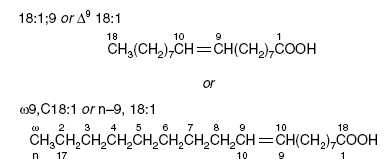 18:1;9 or Δ⁹ 18:1
18 10 9 1
CH₃(CH₂)₇CH=CH(CH₂)₇COOH
or
ω9,C18:1 or n–9, 18:1
ω 2 3 4 5 6 7 8 9 10 18
CH₃CH₂CH₂CH₂CH₂CH₂CH₂CH₂CH=CH(CH₂)₇COOH
n 17 10 9 1